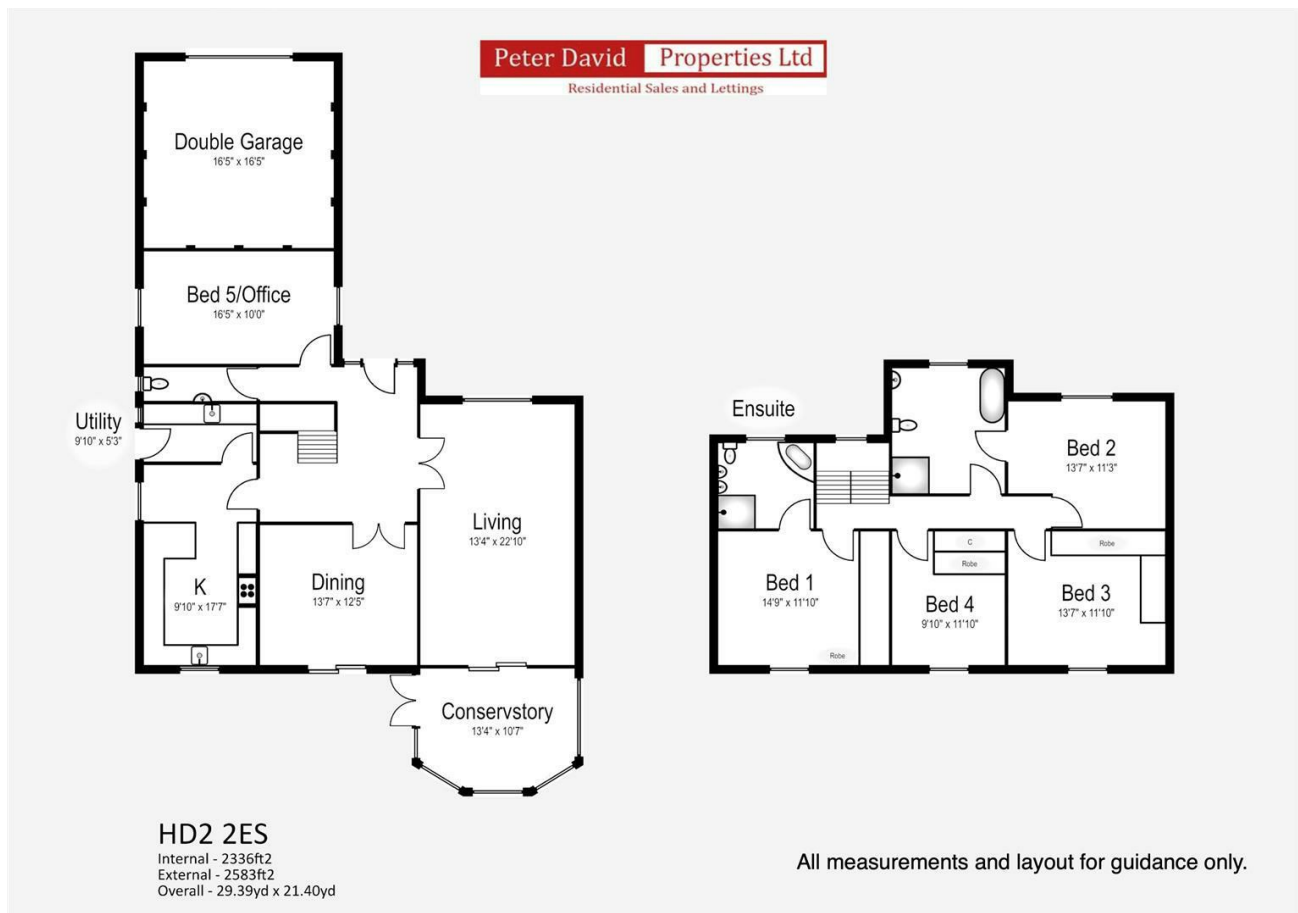 Peter David Properties Ltd
Residential Sales and Lettings
Double Garage
16'5" x 16'5"
Bed 5/Office
16'5" x 10'0"
Utility
9'10" x 5'3"
Living
13'4" x 22'10"
Dining
13'7" x 12'5"
K
9'10" x 17'7"
Conservstory
13'4" x 10'7"
Ensuite
Bed 2
13'7" x 11'3"
Bed 1
14'9" x 11'10"
Robe
C
Robe
Bed 4
9'10" x 11'10"
Robe
Bed 3
13'7" x 11'10"
HD2 2ES
Internal - 2336ft2
External - 2583ft2
Overall - 29.39yd x 21.40yd
All measurements and layout for guidance only.